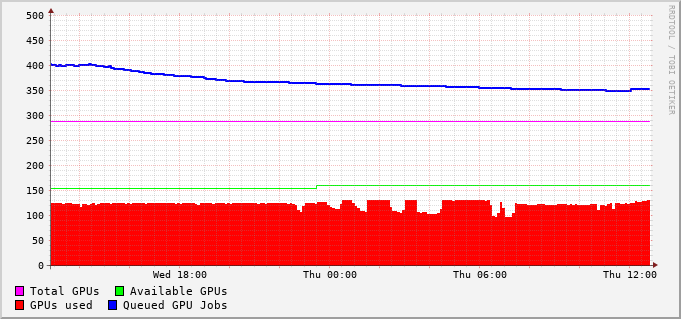 RRDTOOL / TOBI OETIKER
500
450
400
350
300
250
200
150
100
50
0
Wed 18:00 Thu 00:00 Thu 06:00 Thu 12:00
Total GPUs Available GPUs
GPUs used Queued GPU Jobs